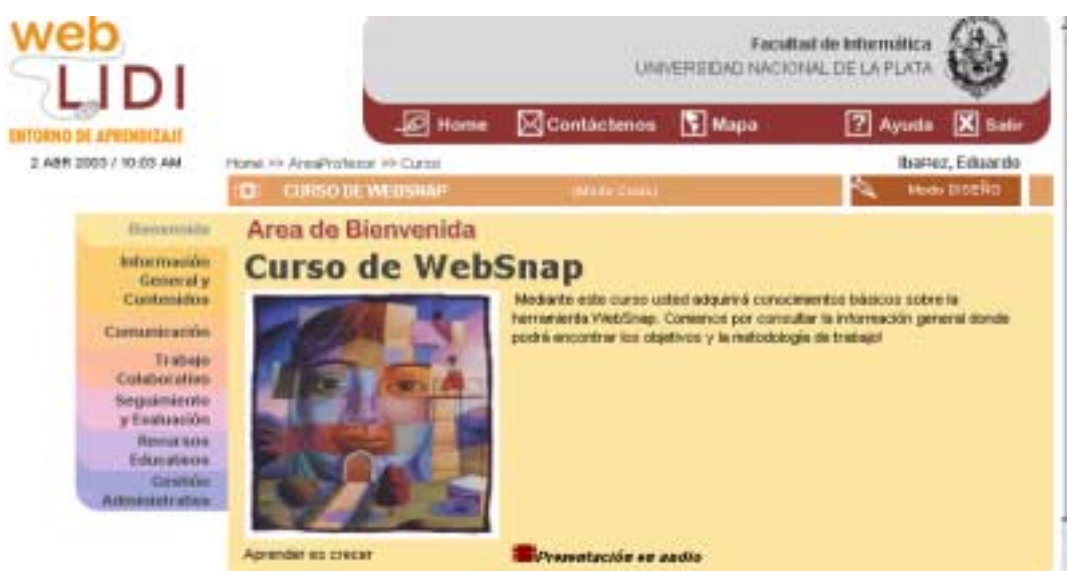 web
LIDI
ENTORNO DE APRENDIZAJE
2 ABR 2003 / 10:03 AM
Facultad de Informática
UNIVERSIDAD NACIONAL DE LA PLATA
Home Contáctenos Mapa Ayuda Salir
Home >> AreaProfesor >> Curso
Ibañez, Eduardo
CURSO DE WEBSNAP
Modo DISEÑO
Bienvenida
Información
General y
Contenidos
Comunicación
Trabajo
Colaborativo
Seguimiento
y Evaluación
Recursos
Educativos
Gestión
Administrativa
Area de Bienvenida
Curso de WebSnap
Mediante este curso usted adquirirá conocimientos básicos sobre la
herramienta WebSnap. Comience por consultar la información general donde
podrá encontrar los objetivos y la metodología de trabajo!
Aprender es crecer
Presentación en audio